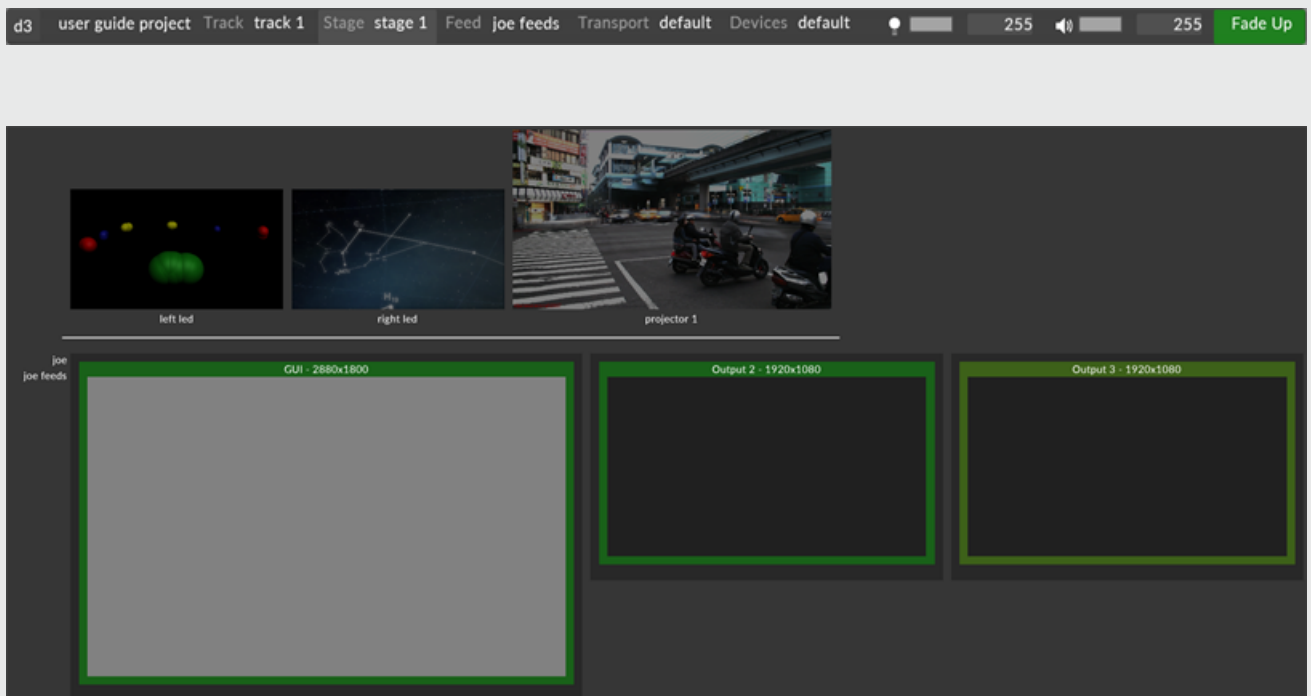 d3 user guide project Track track 1 Stage stage 1 Feed joe feeds Transport default Devices default 255 255 Fade Up
left led
right led
projector 1
joe
joe feeds
GUI - 2880x1800
Output 2 - 1920x1080
Output 3 - 1920x1080